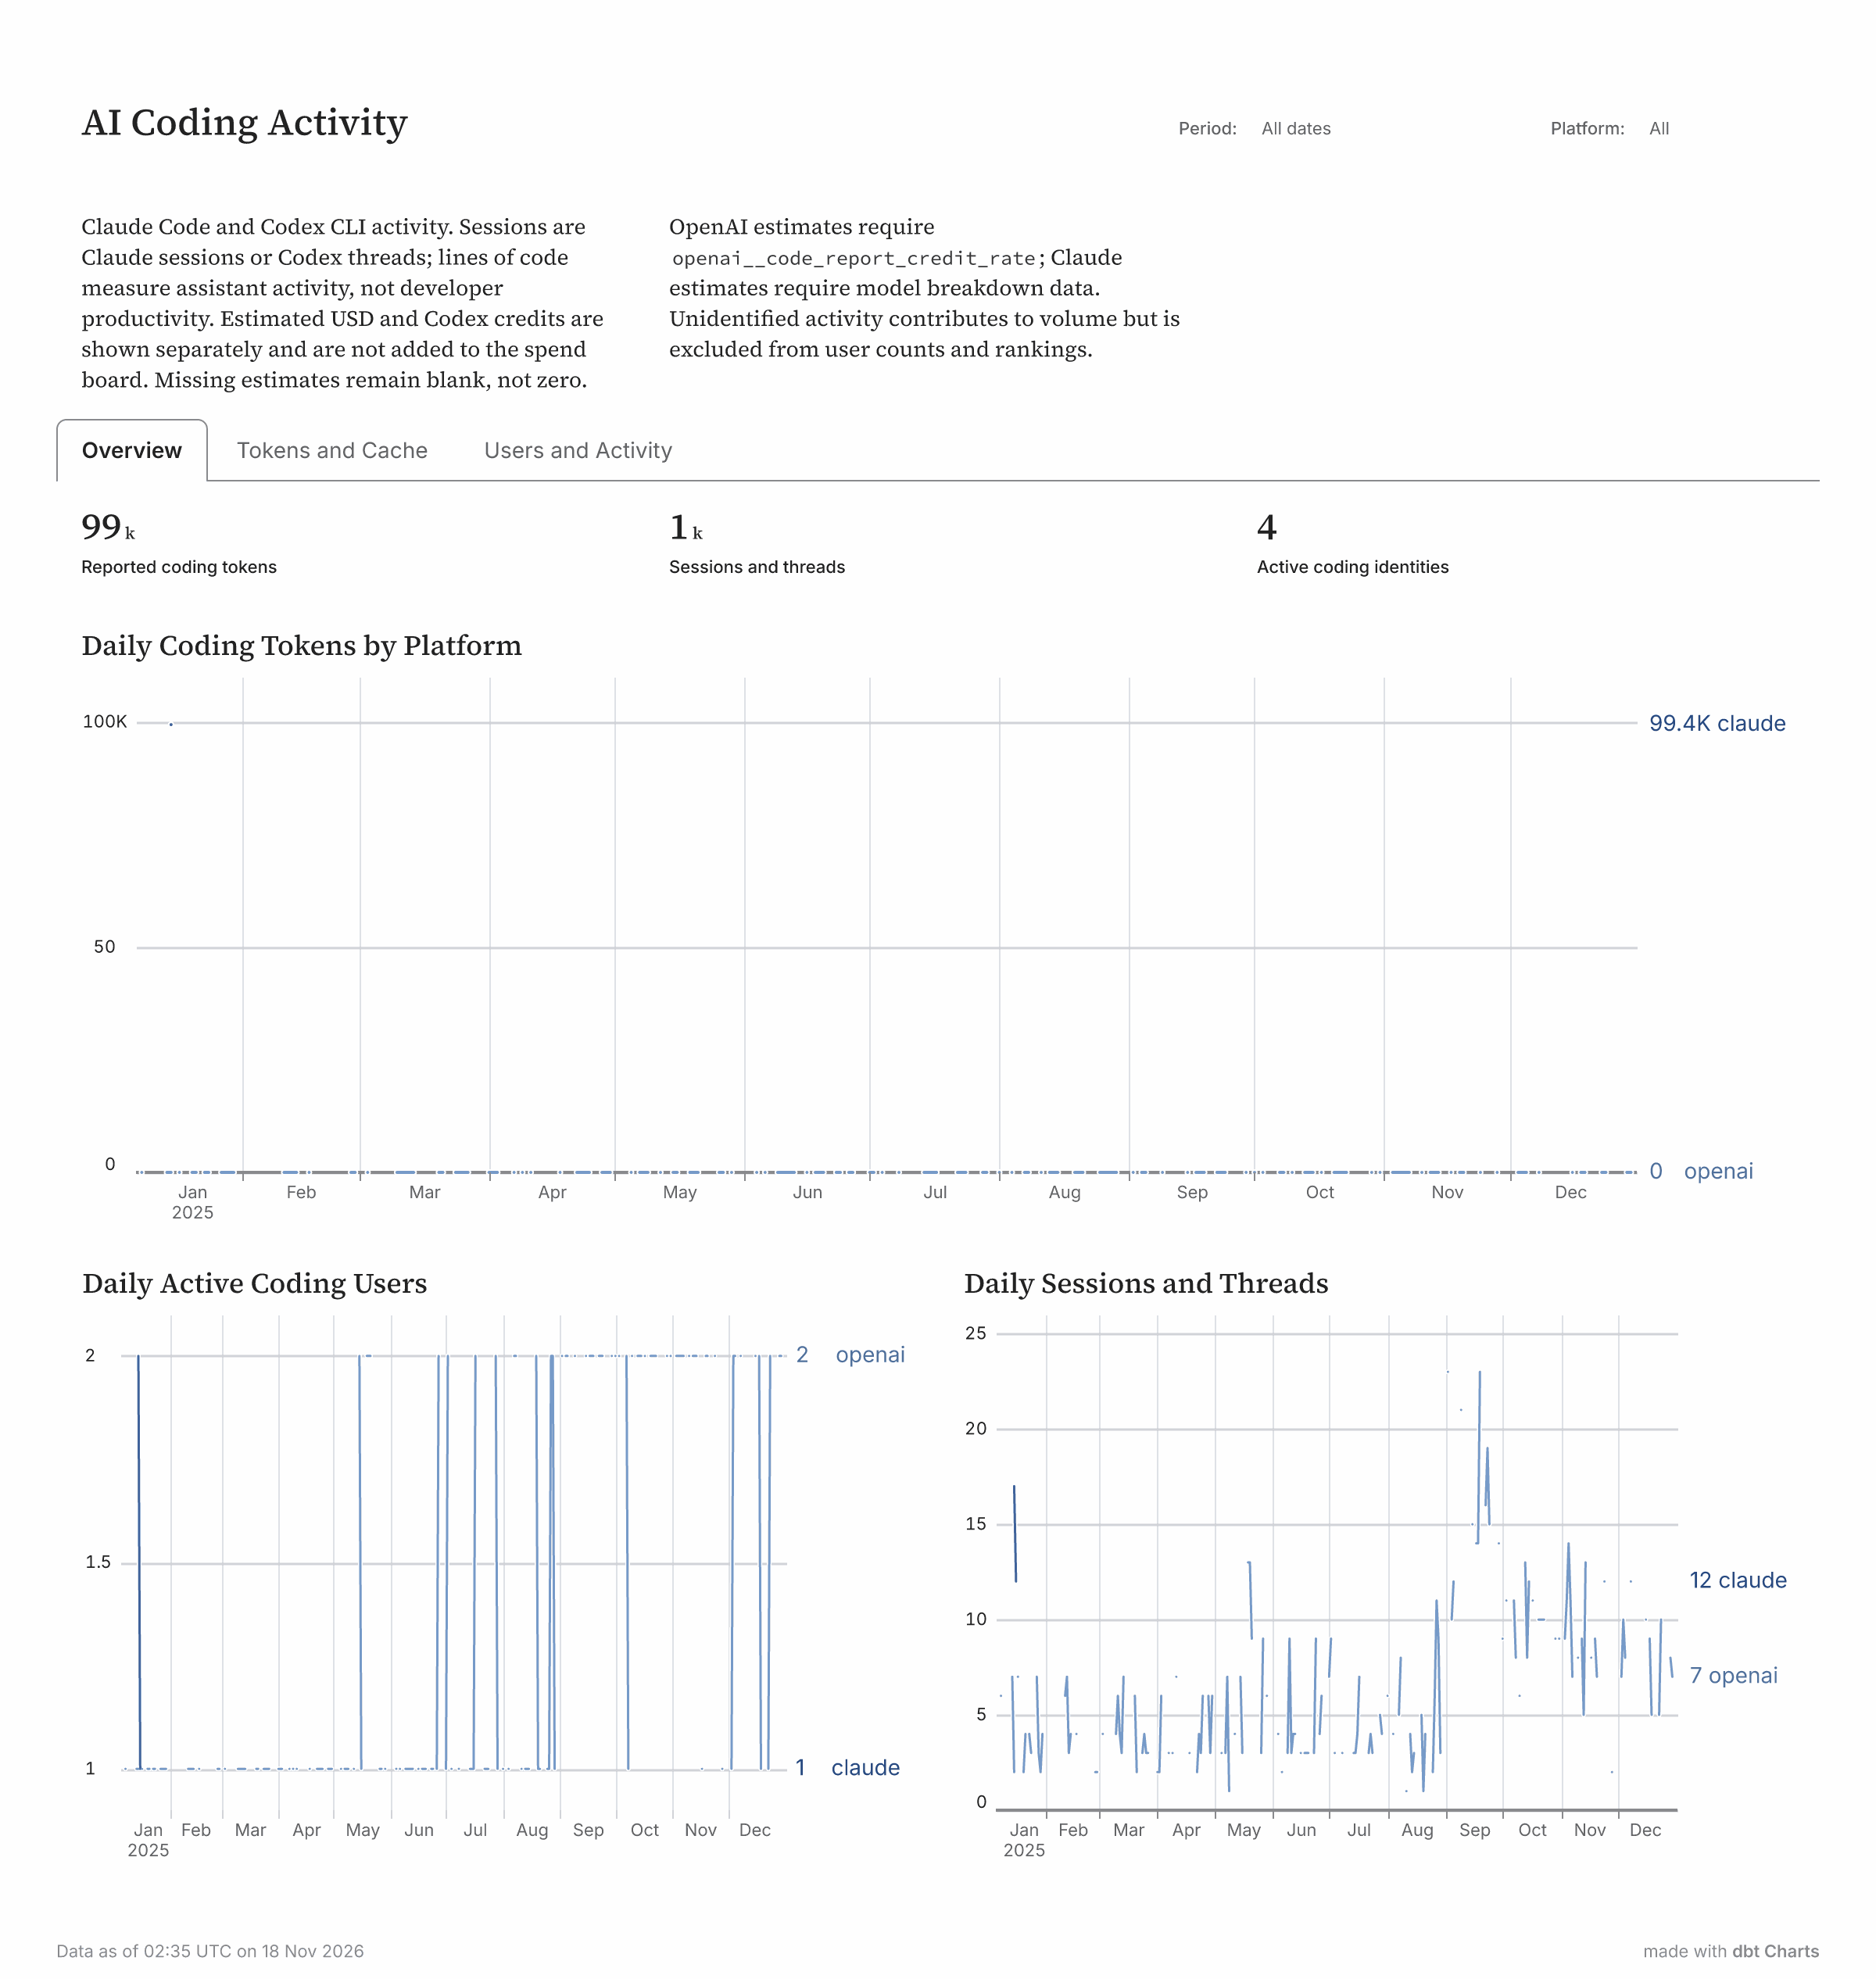 AI Coding Activity
Period: All dates
Platform: All
Claude Code and Codex CLI activity. Sessions are
Claude sessions or Codex threads; lines of code
measure assistant activity, not developer
productivity. Estimated USD and Codex credits are
shown separately and are not added to the spend
board. Missing estimates remain blank, not zero.
OpenAI estimates require
openai__code_report_credit_rate; Claude
estimates require model breakdown data.
Unidentified activity contributes to volume but is
excluded from user counts and rankings.
Overview
Tokens and Cache
Users and Activity
99 k
Reported coding tokens
1 k
Sessions and threads
4
Active coding identities
Daily Coding Tokens by Platform
100K
99.4K claude
50
0
0 openai
Jan Feb Mar Apr May Jun Jul Aug Sep Oct Nov Dec
2025
Daily Active Coding Users
2
2 openai
1.5
1
1 claude
Jan Feb Mar Apr May Jun Jul Aug Sep Oct Nov Dec
2025
Daily Sessions and Threads
25
20
15
12 claude
10
7 openai
5
0
Jan Feb Mar Apr May Jun Jul Aug Sep Oct Nov Dec
2025
Data as of 02:35 UTC on 18 Nov 2026
made with dbt Charts